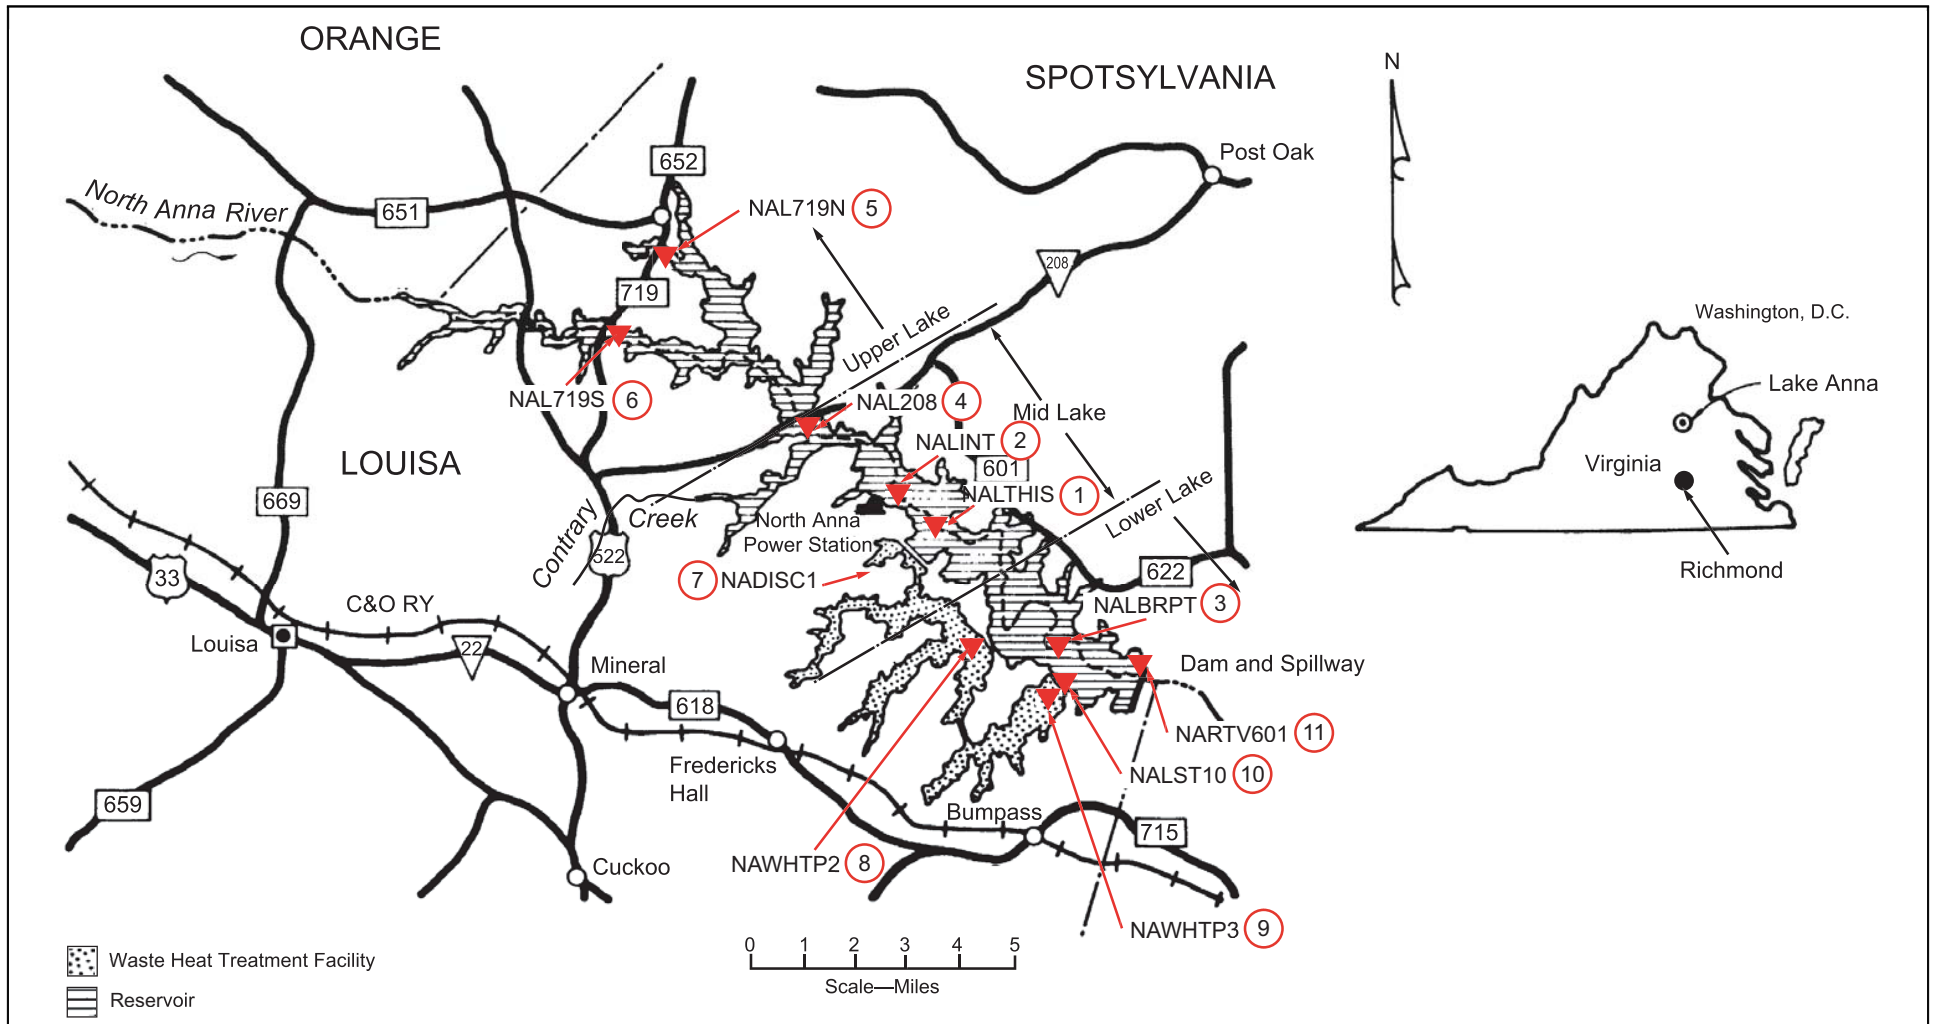 ORANGE
SPOTSYLVANIA
N
Post Oak
652
North Anna River
651
NAL719N 5
208
719
Upper Lake
Washington, D.C.
Lake Anna
NAL719S 6
NAL208 4
Mid Lake
NALINT 2
LOUISA
601
Virginia
669
NALTHIS 1
Lower Lake
Creek
North Anna
Power Station
Contrary
522
Richmond
33
7 NADISC1
622
C&O RY
NALBRPT 3
Louisa
22
Mineral
Dam and Spillway
618
NARTV601 11
Fredericks
Hall
NALST10 10
659
Bumpass
715
NAWHTP2 8
Cuckoo
NAWHTP3 9
0 1 2 3 4 5
Scale—Miles
Waste Heat Treatment Facility
Reservoir